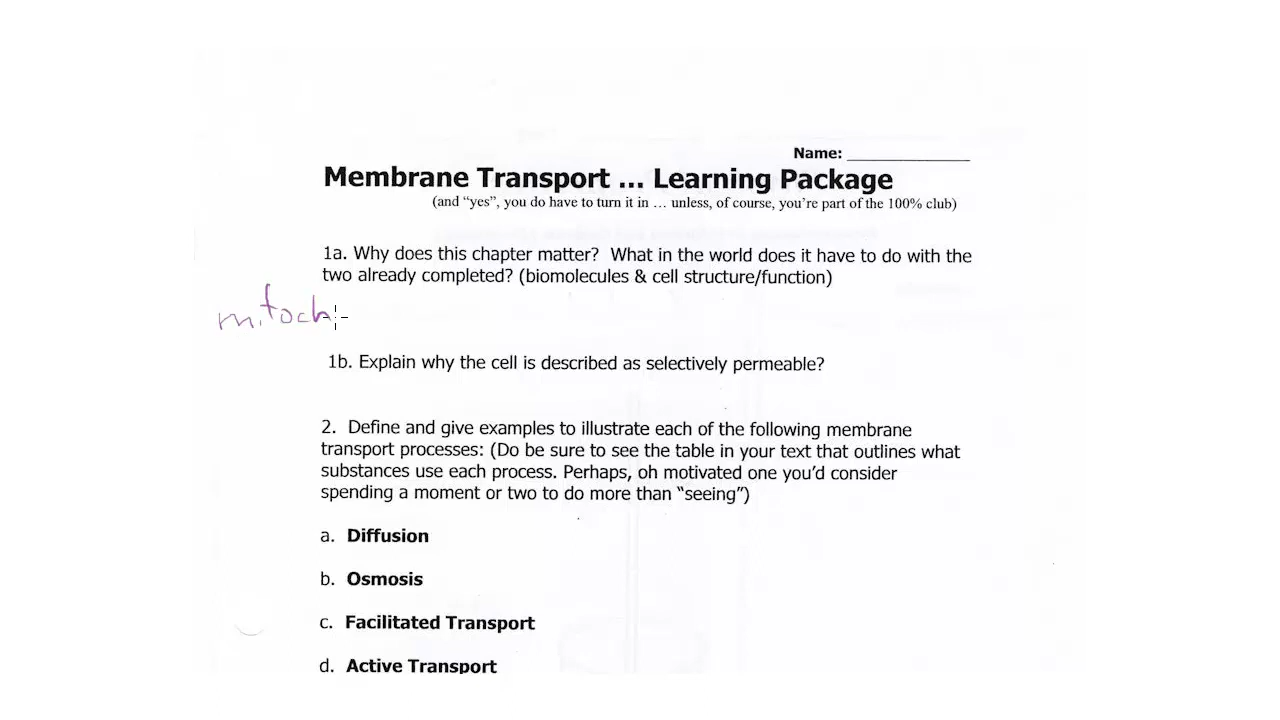 Name: ______________
Membrane Transport ... Learning Package
(and “yes”, you do have to turn it in ... unless, of course, you’re part of the 100% club)
1a. Why does this chapter matter? What in the world does it have to do with the
two already completed? (biomolecules & cell structure/function)
mitoch
1b. Explain why the cell is described as selectively permeable?
2. Define and give examples to illustrate each of the following membrane
transport processes: (Do be sure to see the table in your text that outlines what
substances use each process. Perhaps, oh motivated one you’d consider
spending a moment or two to do more than “seeing”)
a. Diffusion
b. Osmosis
c. Facilitated Transport
d. Active Transport